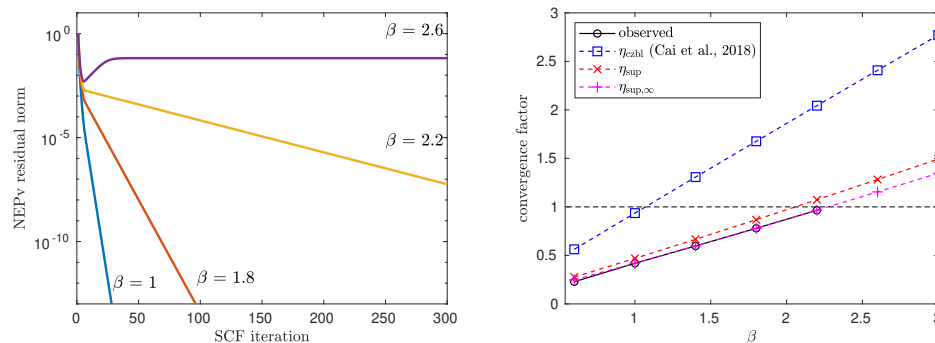 10^0
10^-5
10^-10
NEPv residual norm
β = 2.6
β = 2.2
β = 1.8
β = 1
0 50 100 150 200 250 300
SCF iteration
3
2.5
2
1.5
1
0.5
0
convergence factor
observed
η_czbl (Cai et al., 2018)
η_sup
η_sup,∞
1 1.5 2 2.5 3
β